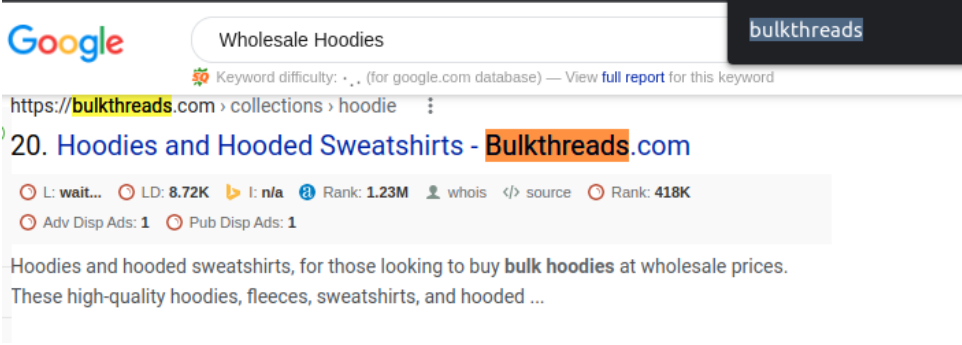 Google
Wholesale Hoodies
bulkthreads
Keyword difficulty: (for google.com database) — View full report for this keyword
https://bulkthreads.com › collections › hoodie
20. Hoodies and Hooded Sweatshirts - Bulkthreads.com
L: wait... LD: 8.72K I: n/a Rank: 1.23M whois </> source Rank: 418K
Adv Disp Ads: 1 Pub Disp Ads: 1
Hoodies and hooded sweatshirts, for those looking to buy bulk hoodies at wholesale prices.
These high-quality hoodies, fleeces, sweatshirts, and hooded ...